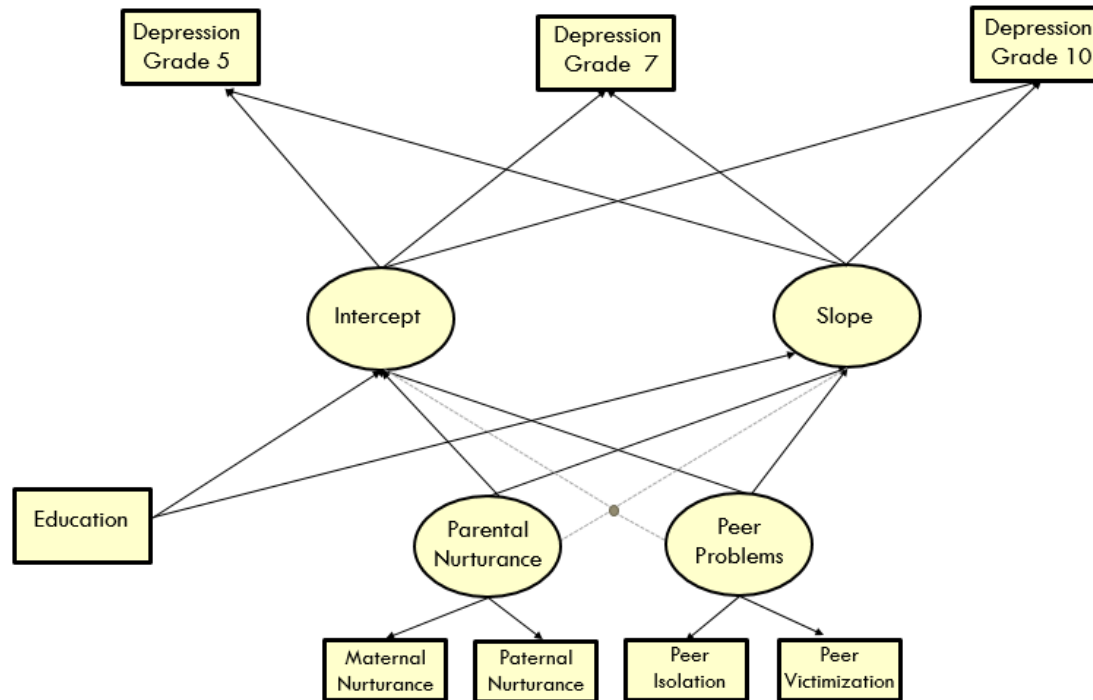 Depression
Grade 5
Depression
Grade 7
Depression
Grade 10
Intercept
Slope
Education
Parental
Nurturance
Peer
Problems
Maternal
Nurturance
Paternal
Nurturance
Peer
Isolation
Peer
Victimization